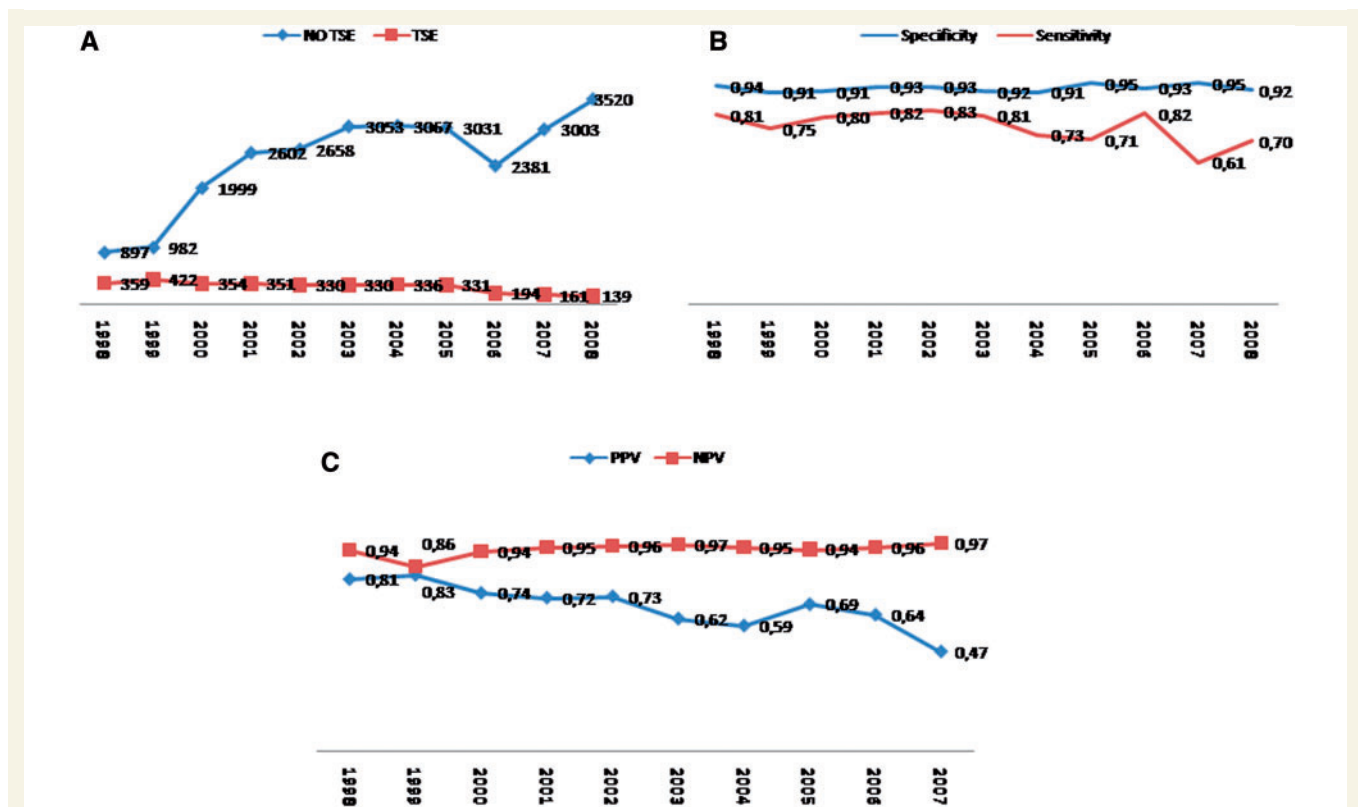 A
NO TSE TSE
897 982 1999 2602 2658 3053 3067 3031 2381 3003 3520
359 422 354 351 330 330 336 331 194 161 139
1998 1999 2000 2001 2002 2003 2004 2005 2006 2007 2008
B
Specificity Sensitivity
0,94 0,91 0,91 0,93 0,93 0,92 0,91 0,95 0,93 0,95 0,92
0,81 0,75 0,80 0,82 0,83 0,81 0,73 0,71 0,82 0,61 0,70
1998 1999 2000 2001 2002 2003 2004 2005 2006 2007 2008
C
PPV NPV
0,94 0,86 0,94 0,95 0,96 0,97 0,95 0,94 0,96 0,97
0,81 0,83 0,74 0,72 0,73 0,62 0,59 0,69 0,64 0,47
1998 1999 2000 2001 2002 2003 2004 2005 2006 2007